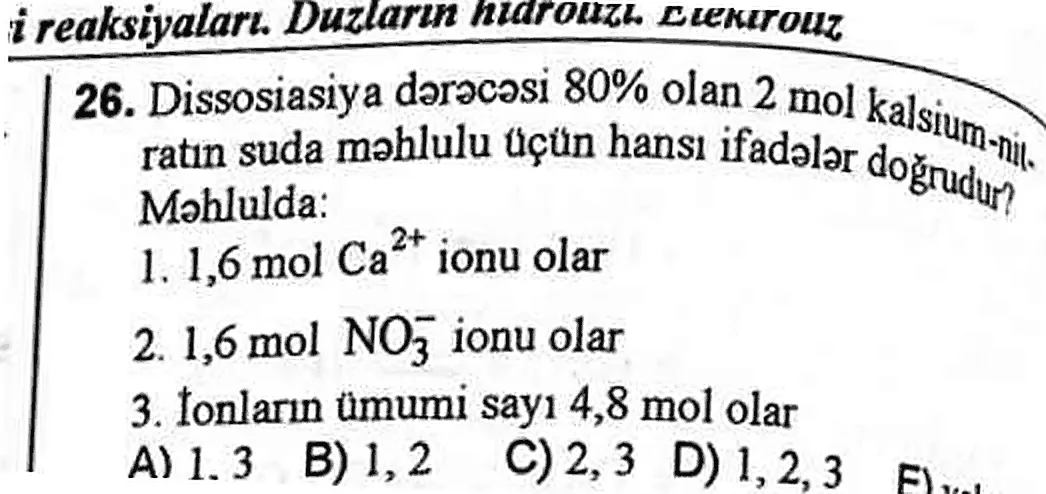 i reaksiyaları. Duzların hidrolizi. Elektroliz
26. Dissosiasiya dərəcəsi 80% olan 2 mol kalsium-nit-
ratın suda məhlulu üçün hansı ifadələr doğrudur?
Məhlulda:
1. 1,6 mol Ca²⁺ ionu olar
2. 1,6 mol NO₃⁻ ionu olar
3. İonların ümumi sayı 4,8 mol olar
A) 1, 3 B) 1, 2 C) 2, 3 D) 1, 2, 3 E)